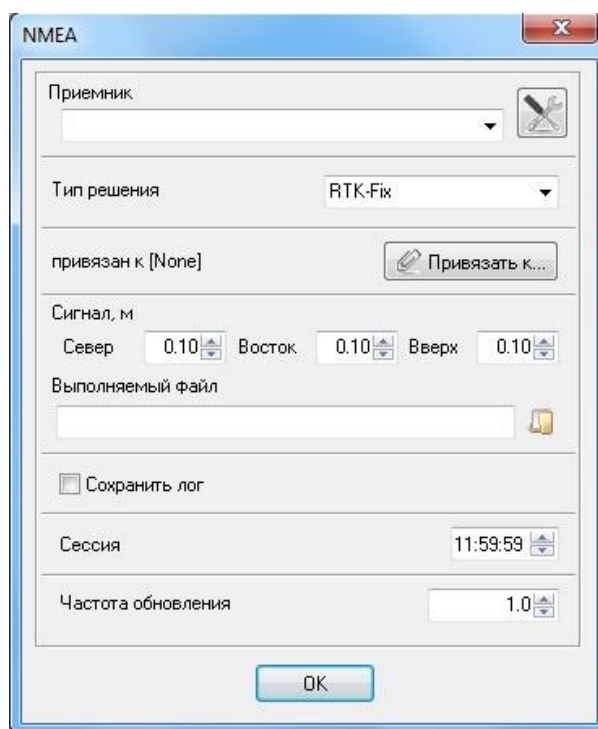 NMEA
Приемник
Тип решения RTK-Fix
привязан к [None] Привязать к...
Сигнал, м
Север 0.10 Восток 0.10 Вверх 0.10
Выполняемый файл
Сохранить лог
Сессия 11:59:59
Частота обновления 1.0
OK